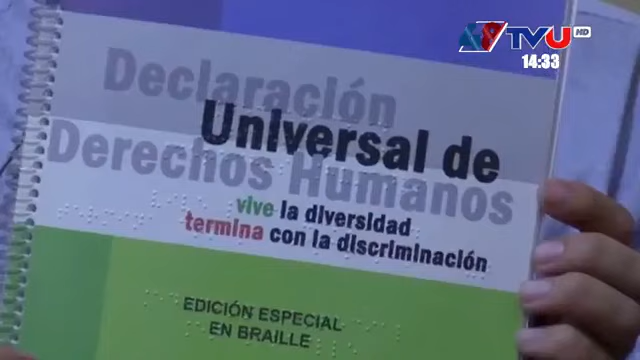 TVU HD
14:33
Declaración
Universal de
Derechos Humanos
vive la diversidad
termina con la discriminación
EDICIÓN ESPECIAL
EN BRAILLE